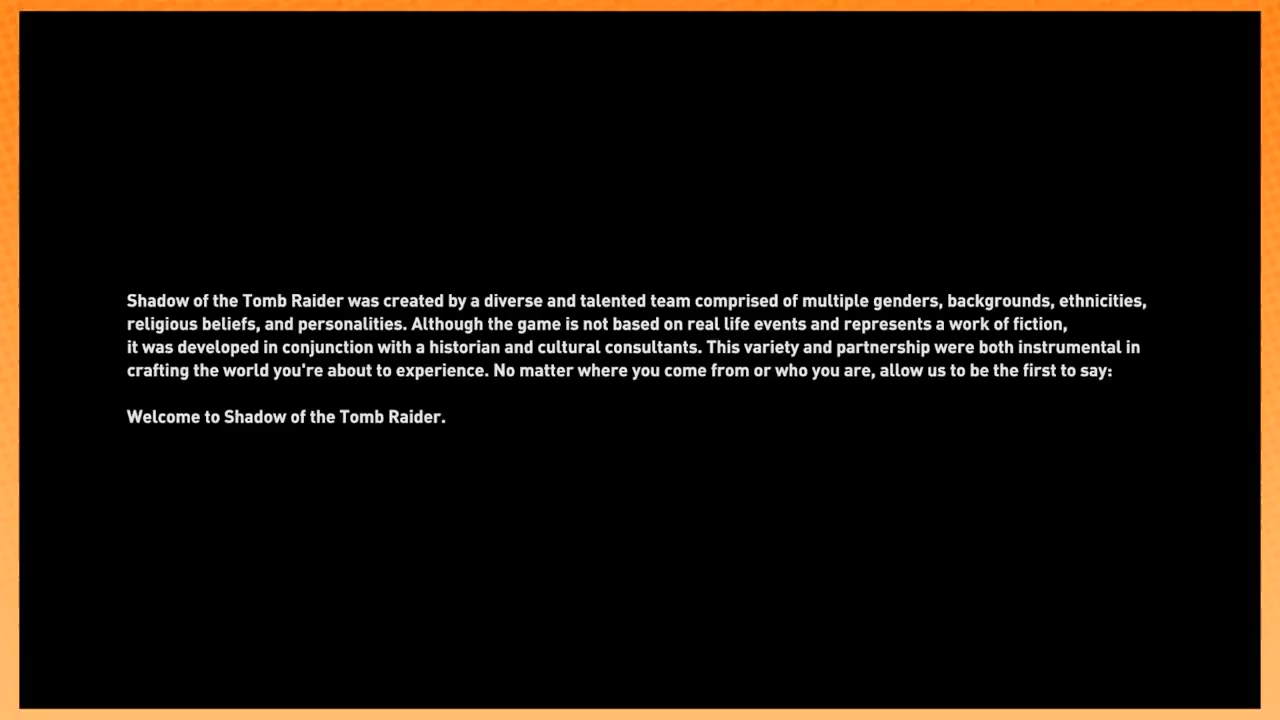 Shadow of the Tomb Raider was created by a diverse and talented team comprised of multiple genders, backgrounds, ethnicities,
religious beliefs, and personalities. Although the game is not based on real life events and represents a work of fiction,
it was developed in conjunction with a historian and cultural consultants. This variety and partnership were both instrumental in
crafting the world you're about to experience. No matter where you come from or who you are, allow us to be the first to say:
Welcome to Shadow of the Tomb Raider.